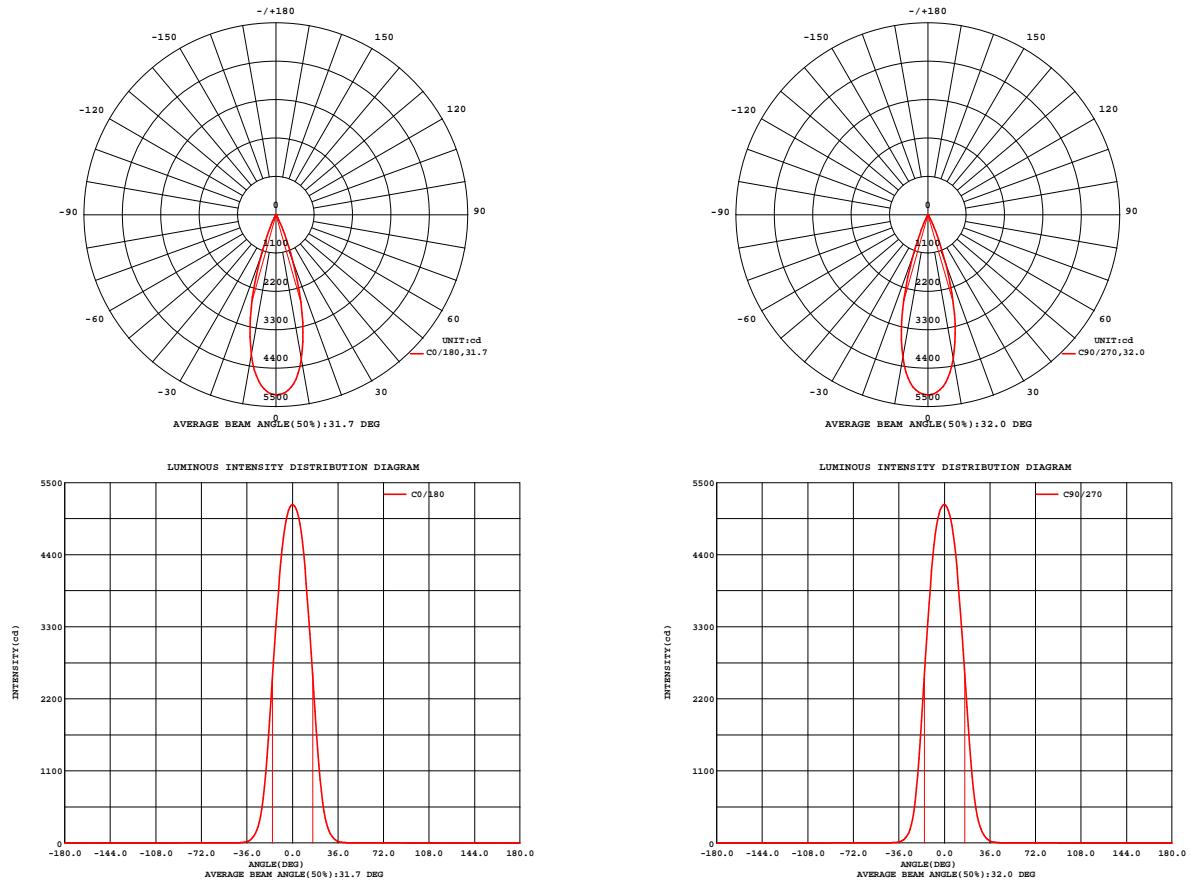 -/+180
-150
150
-120
120
-90
90
0
1100
2200
3300
4400
5500
-60
60
-30
30
0
UNIT:cd
C0/180,31.7
AVERAGE BEAM ANGLE(50%):31.7 DEG
-/+180
-150
150
-120
120
-90
90
0
1100
2200
3300
4400
5500
-60
60
-30
30
0
UNIT:cd
C90/270,32.0
AVERAGE BEAM ANGLE(50%):32.0 DEG
LUMINOUS INTENSITY DISTRIBUTION DIAGRAM
C0/180
INTENSITY(cd)
5500
4400
3300
2200
1100
0
-180.0 -144.0 -108.0 -72.0 -36.0 0.0 36.0 72.0 108.0 144.0 180.0
ANGLE(DEG)
AVERAGE BEAM ANGLE(50%):31.7 DEG
LUMINOUS INTENSITY DISTRIBUTION DIAGRAM
C90/270
INTENSITY(cd)
5500
4400
3300
2200
1100
0
-180.0 -144.0 -108.0 -72.0 -36.0 0.0 36.0 72.0 108.0 144.0 180.0
ANGLE(DEG)
AVERAGE BEAM ANGLE(50%):32.0 DEG